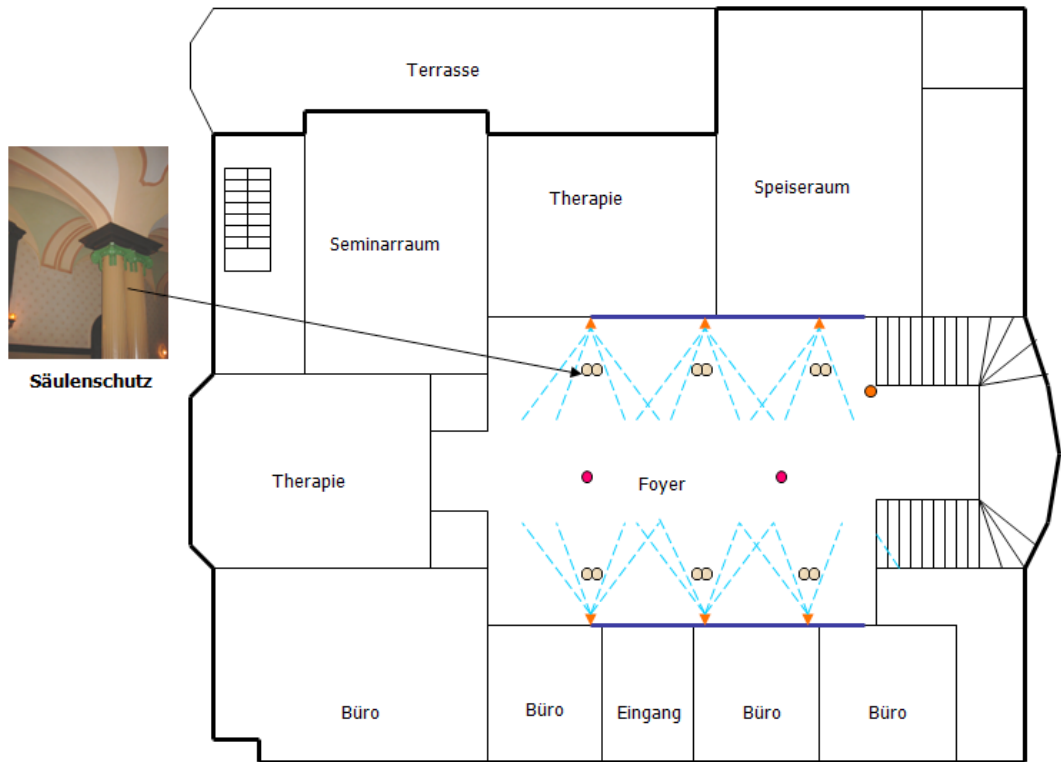 Terrasse
Therapie
Speiseraum
Seminarraum
Säulenschutz
Therapie
Foyer
Büro
Büro
Eingang
Büro
Büro